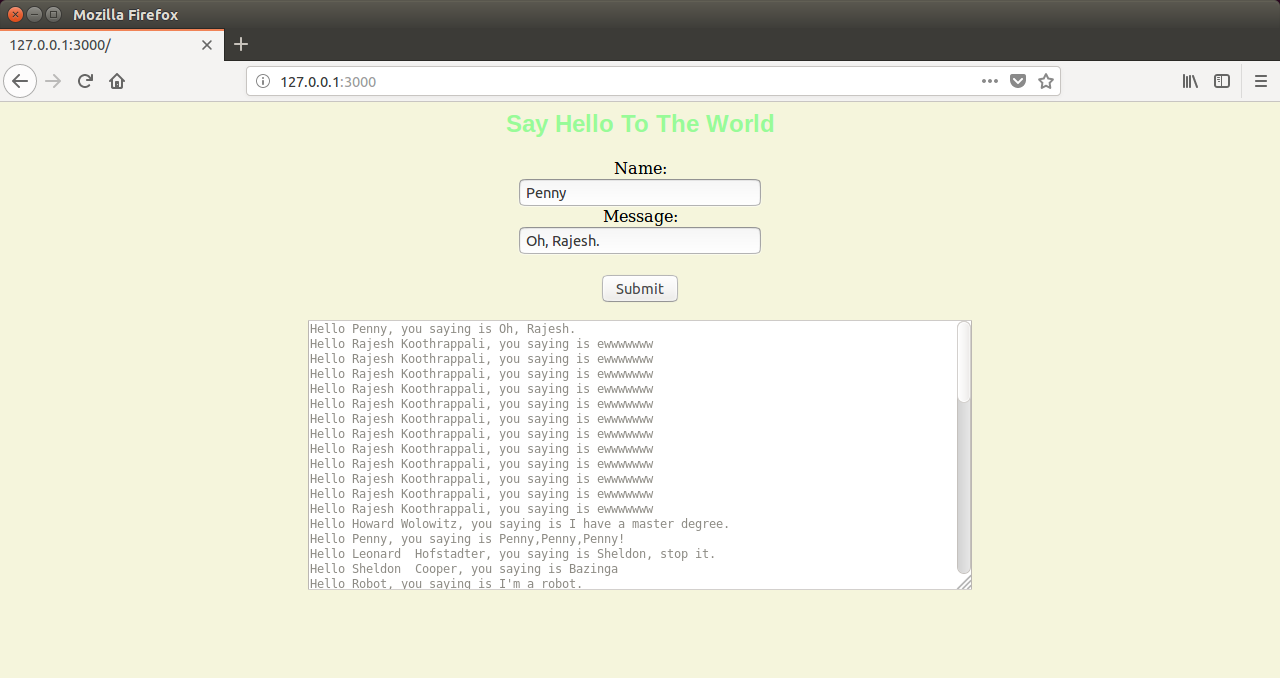 Mozilla Firefox
127.0.0.1:3000/
127.0.0.1:3000
Say Hello To The World
Name:
Penny
Message:
Oh, Rajesh.
Submit
Hello Penny, you saying is Oh, Rajesh.
Hello Rajesh Koothrappali, you saying is ewwwwwww
Hello Rajesh Koothrappali, you saying is ewwwwwww
Hello Rajesh Koothrappali, you saying is ewwwwwww
Hello Rajesh Koothrappali, you saying is ewwwwwww
Hello Rajesh Koothrappali, you saying is ewwwwwww
Hello Rajesh Koothrappali, you saying is ewwwwwww
Hello Rajesh Koothrappali, you saying is ewwwwwww
Hello Rajesh Koothrappali, you saying is ewwwwwww
Hello Rajesh Koothrappali, you saying is ewwwwwww
Hello Rajesh Koothrappali, you saying is ewwwwwww
Hello Rajesh Koothrappali, you saying is ewwwwwww
Hello Rajesh Koothrappali, you saying is ewwwwwww
Hello Howard Wolowitz, you saying is I have a master degree.
Hello Penny, you saying is Penny,Penny,Penny!
Hello Leonard  Hofstadter, you saying is Sheldon, stop it.
Hello Sheldon  Cooper, you saying is Bazinga
Hello Robot, you saying is I'm a robot.